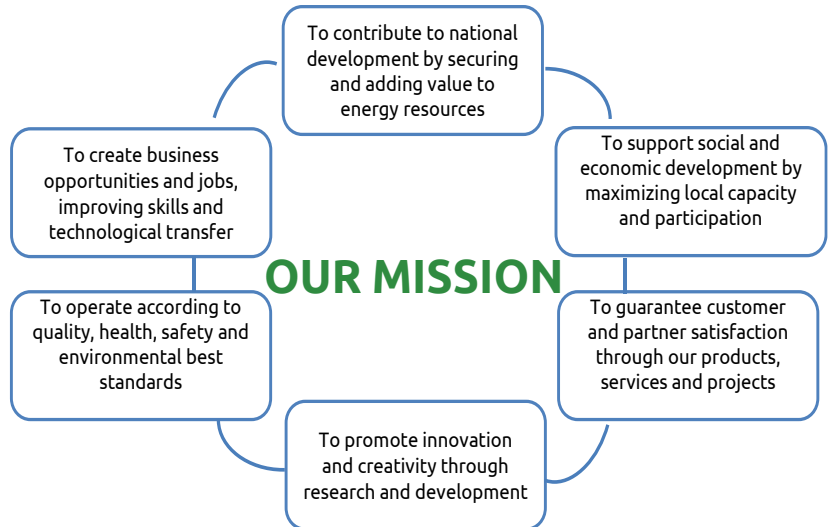 To contribute to national
development by securing
and adding value to
energy resources
To support social and
economic development by
maximizing local capacity
and participation
To guarantee customer
and partner satisfaction
through our products,
services and projects
To promote innovation
and creativity through
research and development
To operate according to
quality, health, safety and
environmental best
standards
To create business
opportunities and jobs,
improving skills and
technological transfer
OUR MISSION